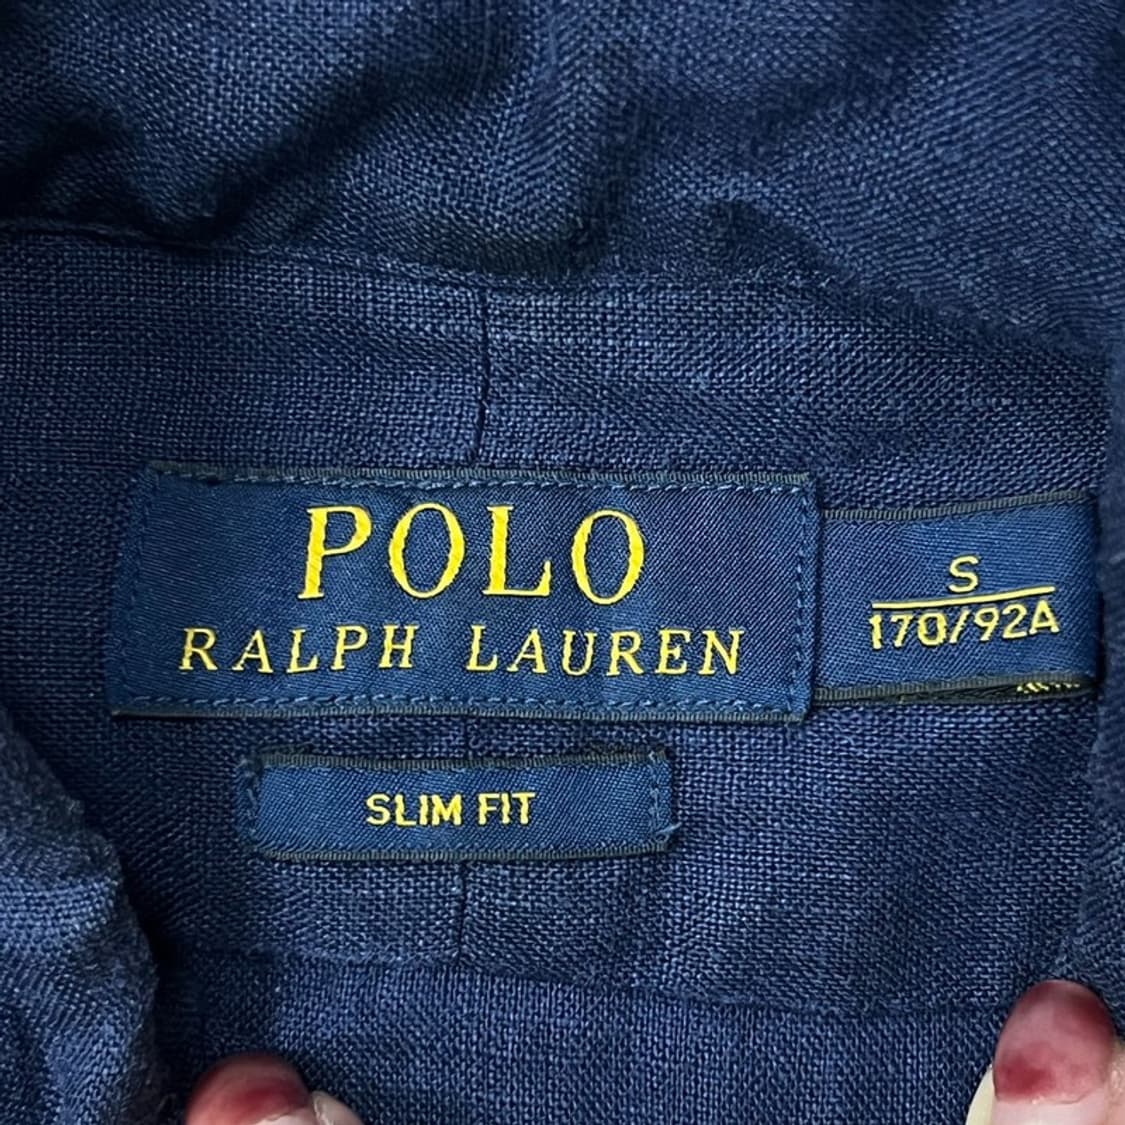 POLO
RALPH LAUREN
S
170/92A
SLIM FIT